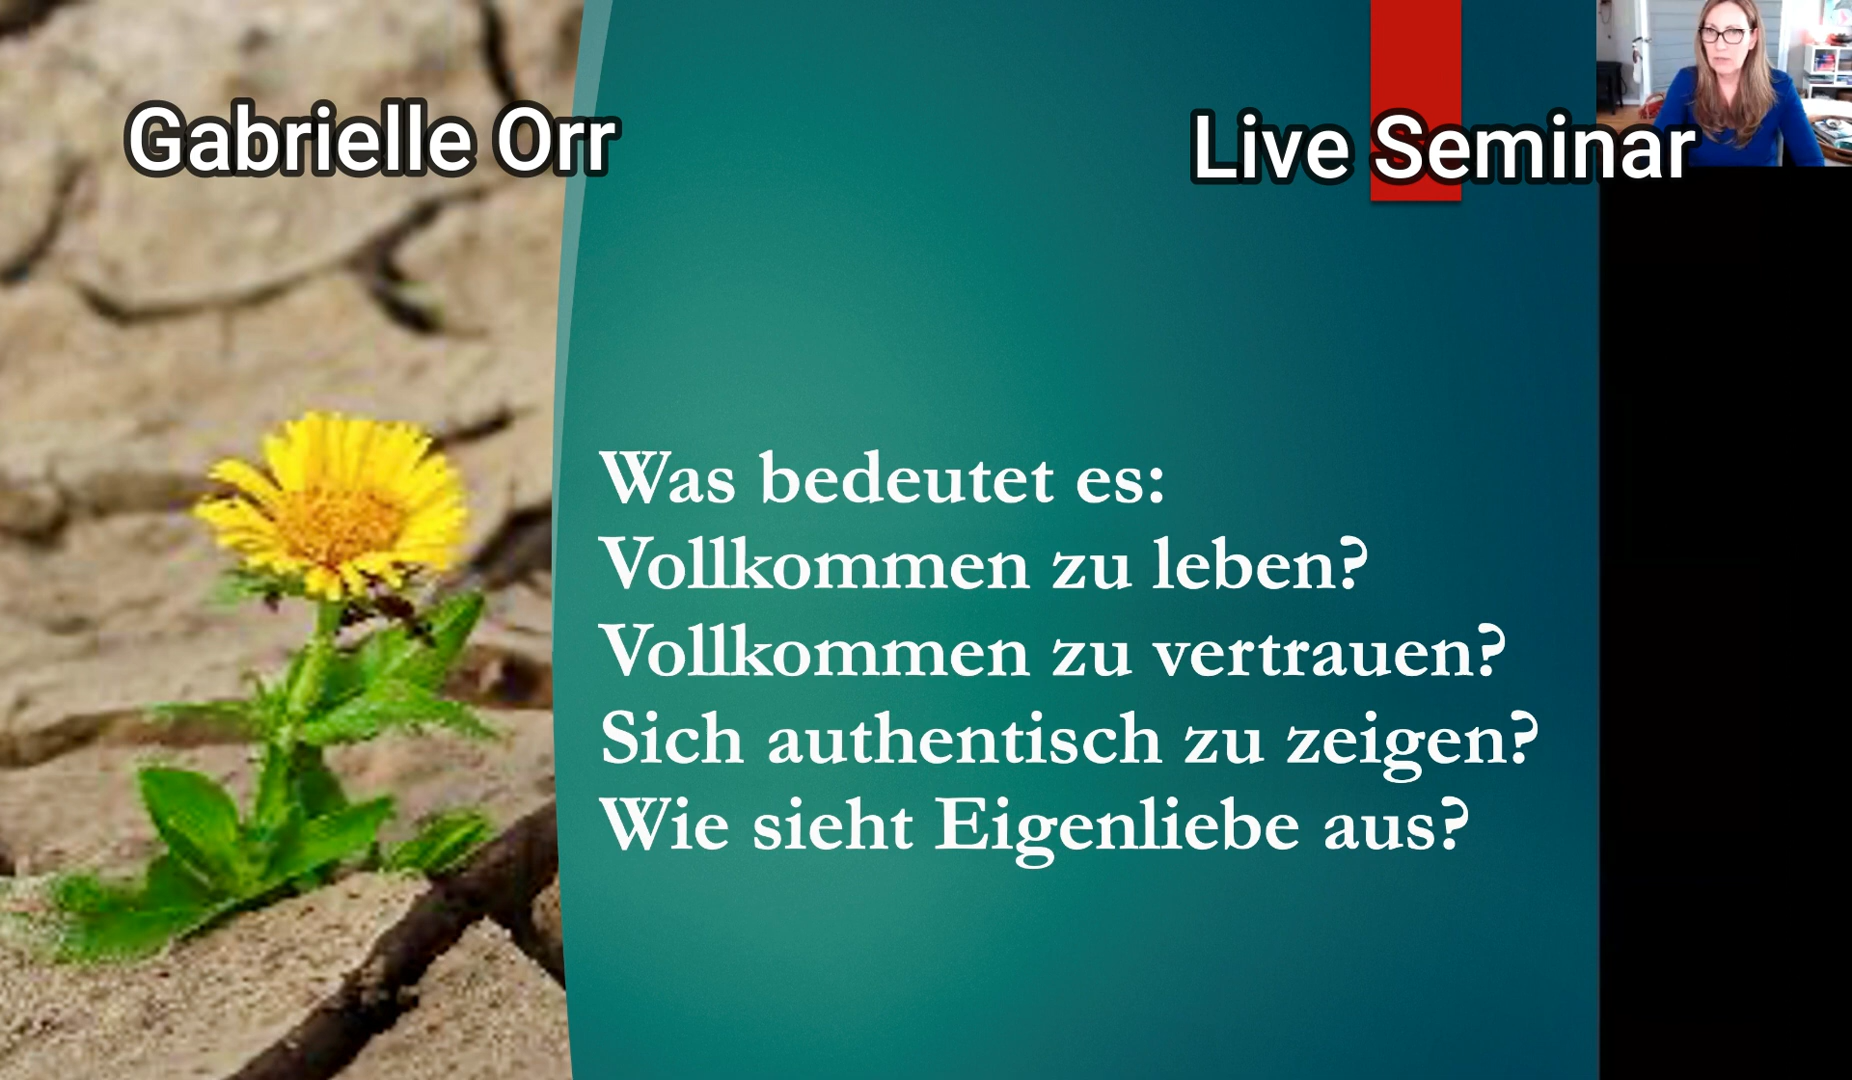 Gabrielle Orr
Live Seminar
Was bedeutet es:
Vollkommen zu leben?
Vollkommen zu vertrauen?
Sich authentisch zu zeigen?
Wie sieht Eigenliebe aus?